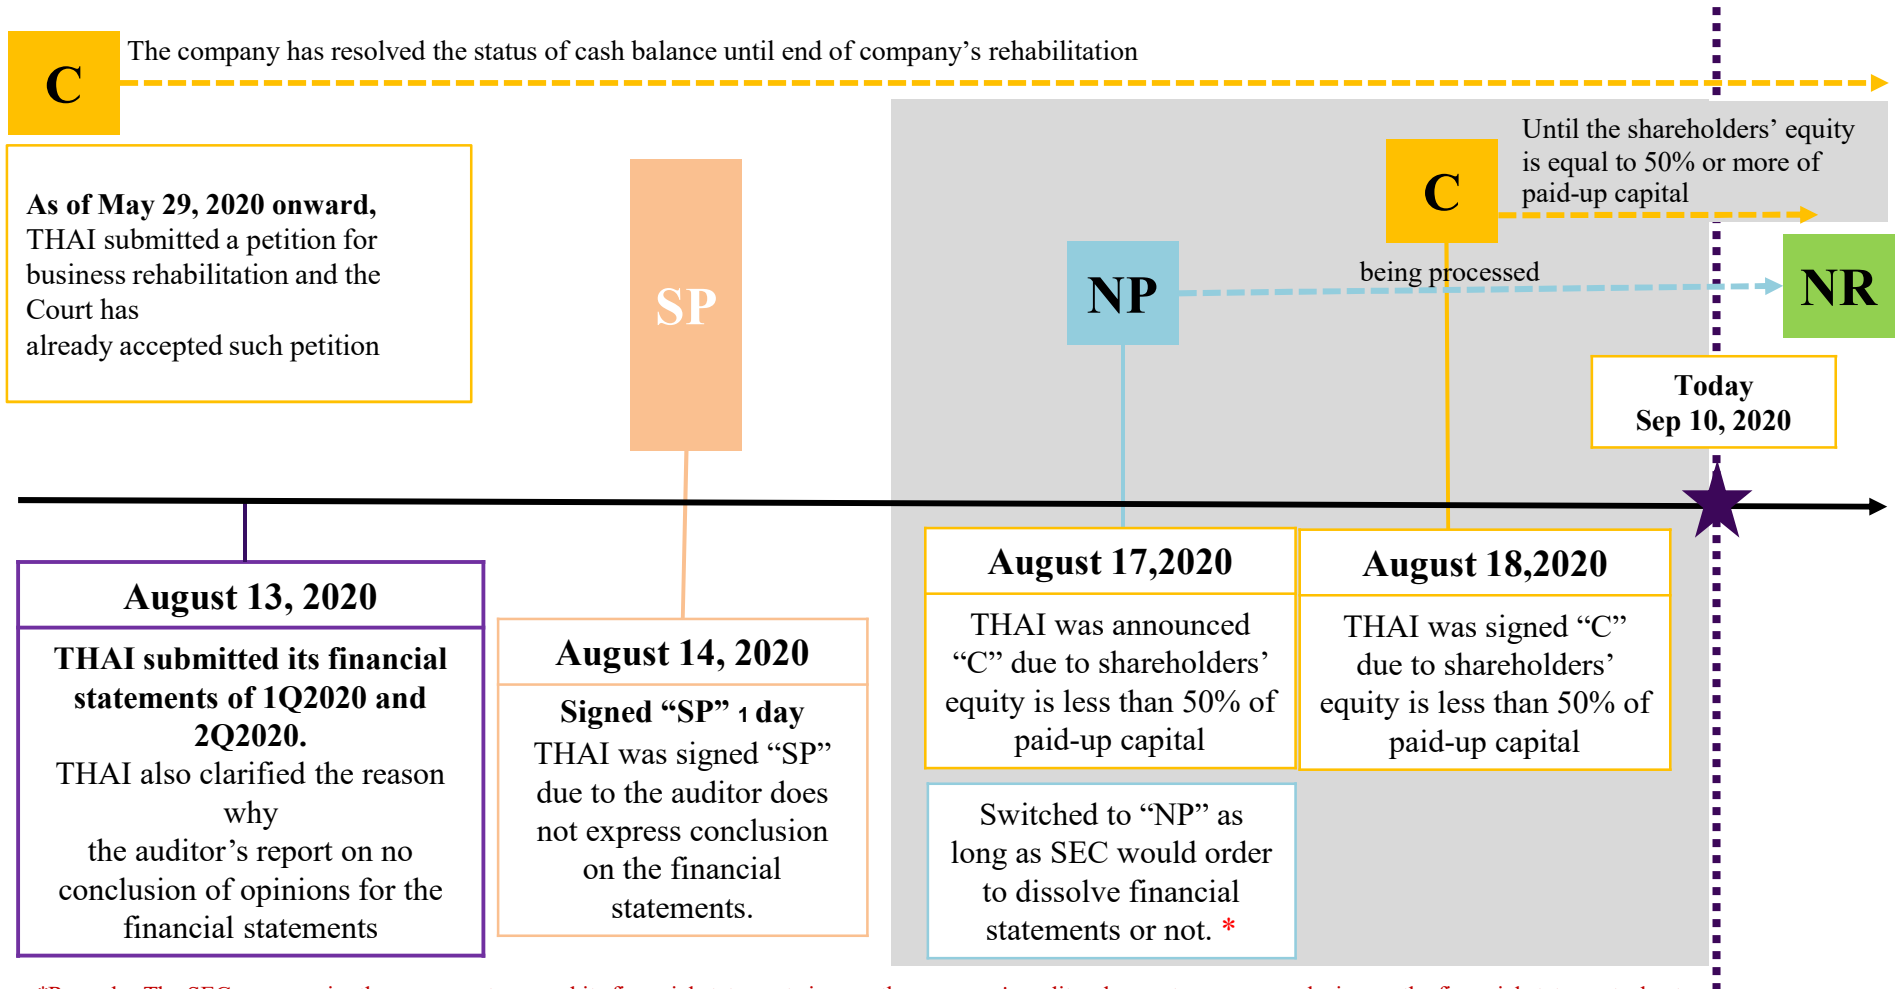 C
The company has resolved the status of cash balance until end of company’s rehabilitation
As of May 29, 2020 onward,
THAI submitted a petition for
business rehabilitation and the
Court has
already accepted such petition
SP
NP
being processed
C
Until the shareholders’ equity
is equal to 50% or more of
paid-up capital
NR
Today
Sep 10, 2020
August 13, 2020
THAI submitted its financial
statements of 1Q2020 and
2Q2020.
THAI also clarified the reason
why
the auditor’s report on no
conclusion of opinions for the
financial statements
August 14, 2020
Signed “SP” 1 day
THAI was signed “SP”
due to the auditor does
not express conclusion
on the financial
statements.
August 17,2020
THAI was announced
“C” due to shareholders’
equity is less than 50% of
paid-up capital
Switched to “NP” as
long as SEC would order
to dissolve financial
statements or not. *
August 18,2020
THAI was signed “C”
due to shareholders’
equity is less than 50% of
paid-up capital